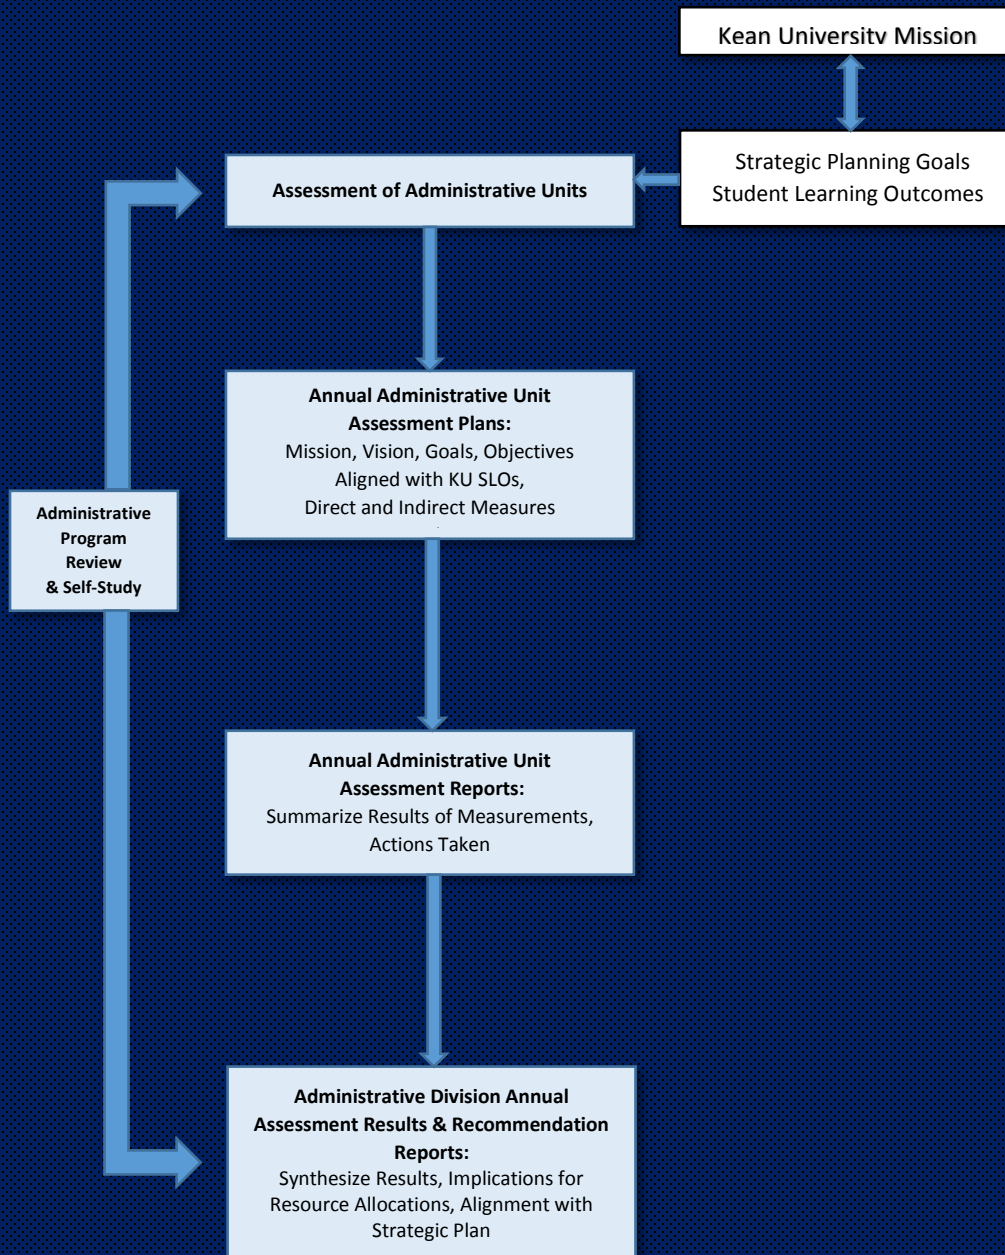 Kean University Mission
Strategic Planning Goals
Student Learning Outcomes
Assessment of Administrative Units
Annual Administrative Unit
Assessment Plans:
Mission, Vision, Goals, Objectives
Aligned with KU SLOs,
Direct and Indirect Measures
Administrative
Program
Review
& Self-Study
Annual Administrative Unit
Assessment Reports:
Summarize Results of Measurements,
Actions Taken
Administrative Division Annual
Assessment Results & Recommendation
Reports:
Synthesize Results, Implications for
Resource Allocations, Alignment with
Strategic Plan